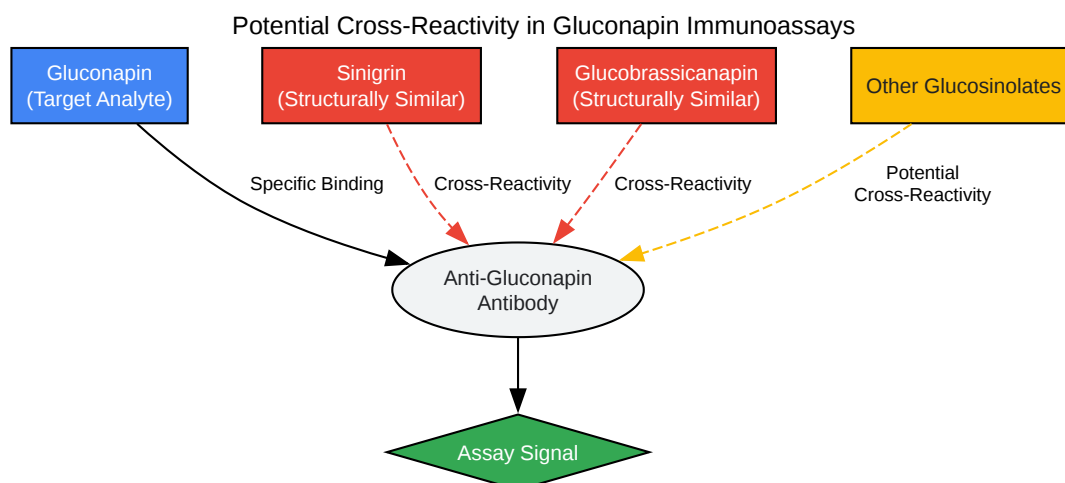 Potential Cross-Reactivity in Gluconapin Immunoassays
Gluconapin
(Target Analyte)
Sinigrin
(Structurally Similar)
Glucobrassicanapin
(Structurally Similar)
Other Glucosinolates
Specific Binding
Cross-Reactivity
Cross-Reactivity
Potential
Cross-Reactivity
Anti-Gluconapin
Antibody
Assay Signal